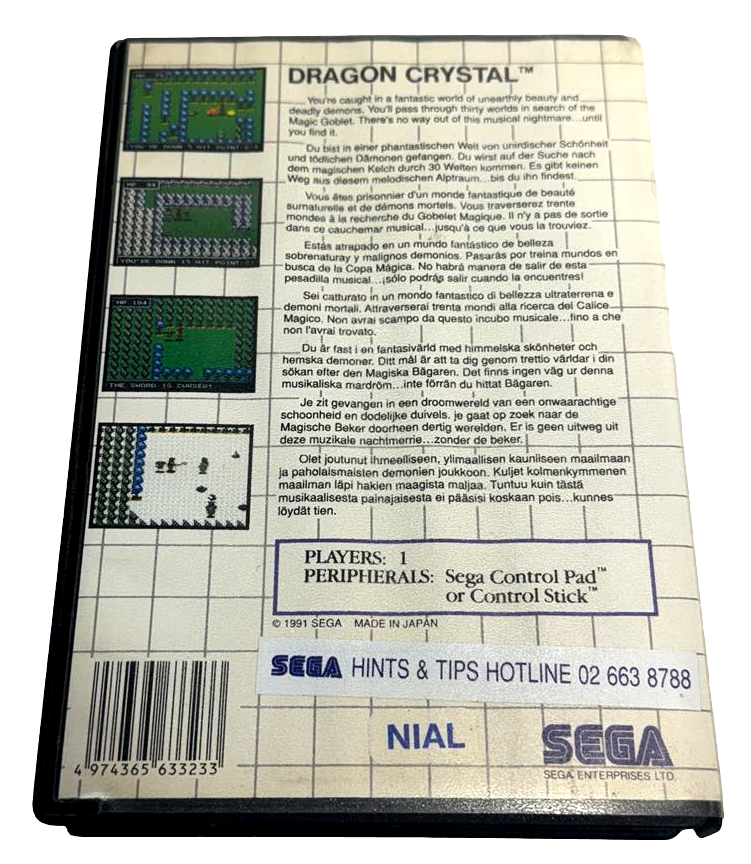 DRAGON CRYSTAL™
You're caught in a fantastic world of unearthly beauty and
deadly demons. You'll pass through thirty worlds in search of the
Magic Goblet. There's no way out of this musical nightmare...until
you find it.
Du bist in einer phantastischen Welt von unirdischer Schönheit
und tödlichen Dämonen gefangen. Du wirst auf der Suche nach
dem magischen Kelch durch 30 Welten kommen. Es gibt keinen
Weg aus diesem melodischen Alptraum...bis du ihn findest.
Vous êtes prisonnier d'un monde fantastique de beauté
surnaturelle et de démons mortels. Vous traverserez trente
mondes à la recherche du Gobelet Magique. Il n'y a pas de sortie
dans ce cauchemar musical...jusqu'à ce que vous la trouviez.
Estás atrapado en un mundo fantástico de belleza
sobrenaturay y malignos demonios. Pasarás por treina mundos en
busca de la Copa Mágica. No habrá manera de salir de esta
pesadilla musical...¡sólo podrás salir cuando la encuentres!
Sei catturato in un mondo fantastico di bellezza ultraterrena e
demoni mortali. Attraverserai trenta mondi alla ricerca del Calice
Magico. Non avrai scampo da questo incubo musicale...fino a che
non l'avrai trovato.
Du är fast i en fantasivärld med himmelska skönheter och
hemska demoner. Ditt mål är att ta dig genom trettio världar i din
sökan efter den Magiska Bägaren. Det finns ingen väg ur denna
musikaliska mardröm...inte förrän du hittat Bägaren.
Je zit gevangen in een droomwereld van een onwaarachtige
schoonheid en dodelijke duivels. je gaat op zoek naar de
Magische Beker doorheen dertig werelden. Er is geen uitweg uit
deze muzikale nachtmerrie...zonder de beker.
Olet joutunut ihmeelliseen, ylimaallisen kauniiseen maailmaan
ja paholaismaisten demonien joukkoon. Kuljet kolmenkymmenen
maailman läpi hakien maagista maljaa. Tuntuu kuin tästä
musikaalisesta painajaisesta ei pääsisi koskaan pois...kunnes
löydät tien.
HP 94
YOU'RE DOWN 15 HIT POINT(S)
HP 164
THE SWORD IS CURSED!
PLAYERS: 1
PERIPHERALS: Sega Control Pad™
or Control Stick™
© 1991 SEGA MADE IN JAPAN
SEGA HINTS & TIPS HOTLINE 02 663 8788
NIAL
SEGA
SEGA ENTERPRISES LTD.
4 974365 633233